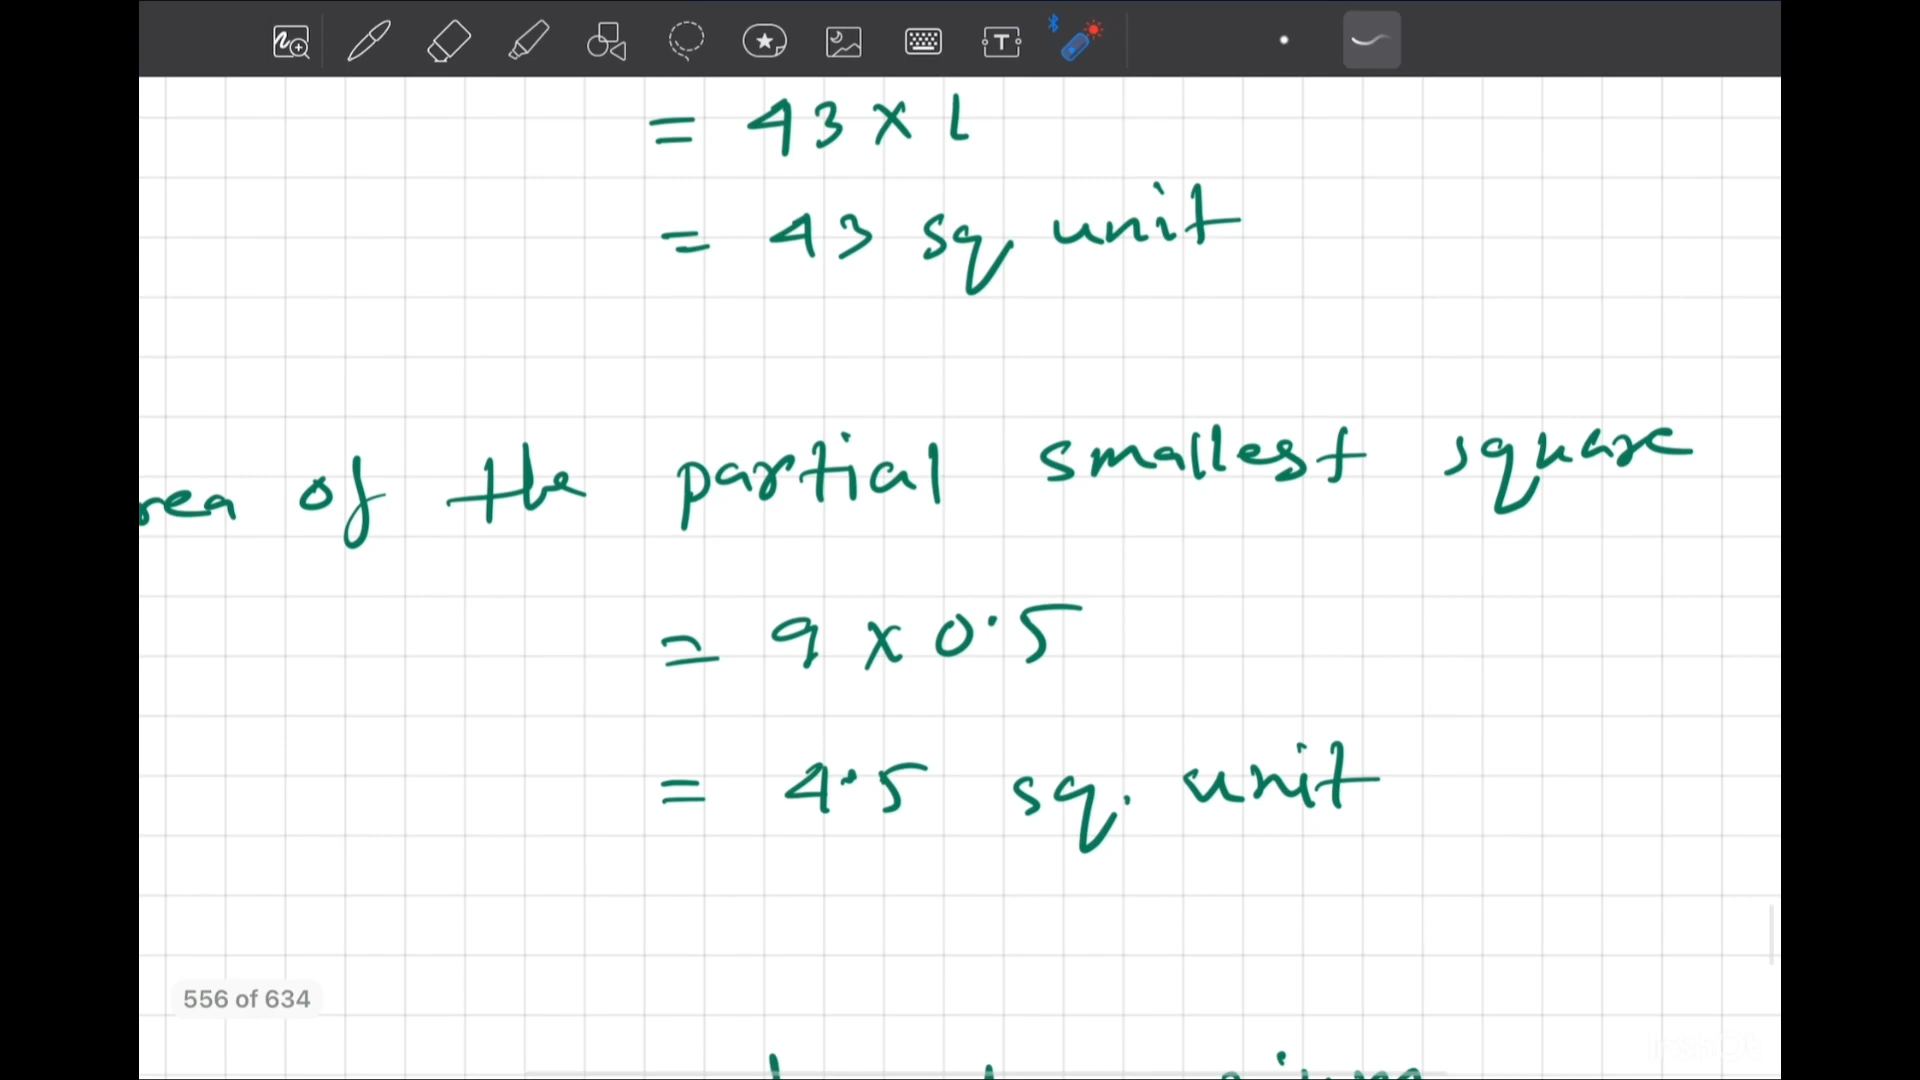 = 43 × 1
= 43 sq unit
rea of the partial smallest square
= 9 × 0.5
= 4.5 sq. unit
556 of 634